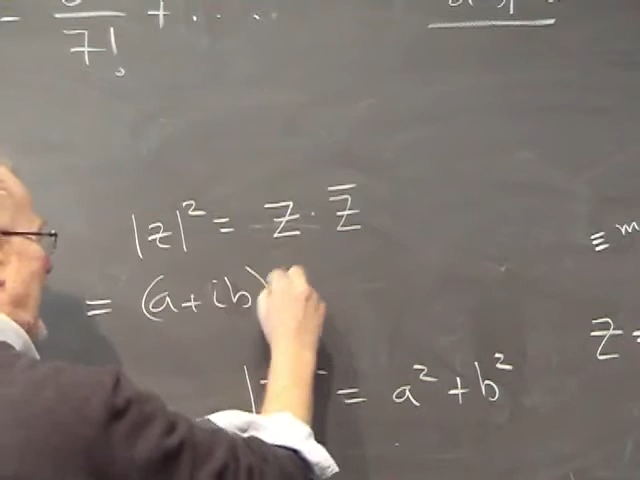 - /7! + ....
|z|² = z · z̄
≡ m
= (a+ib)
z =
| = a² + b²